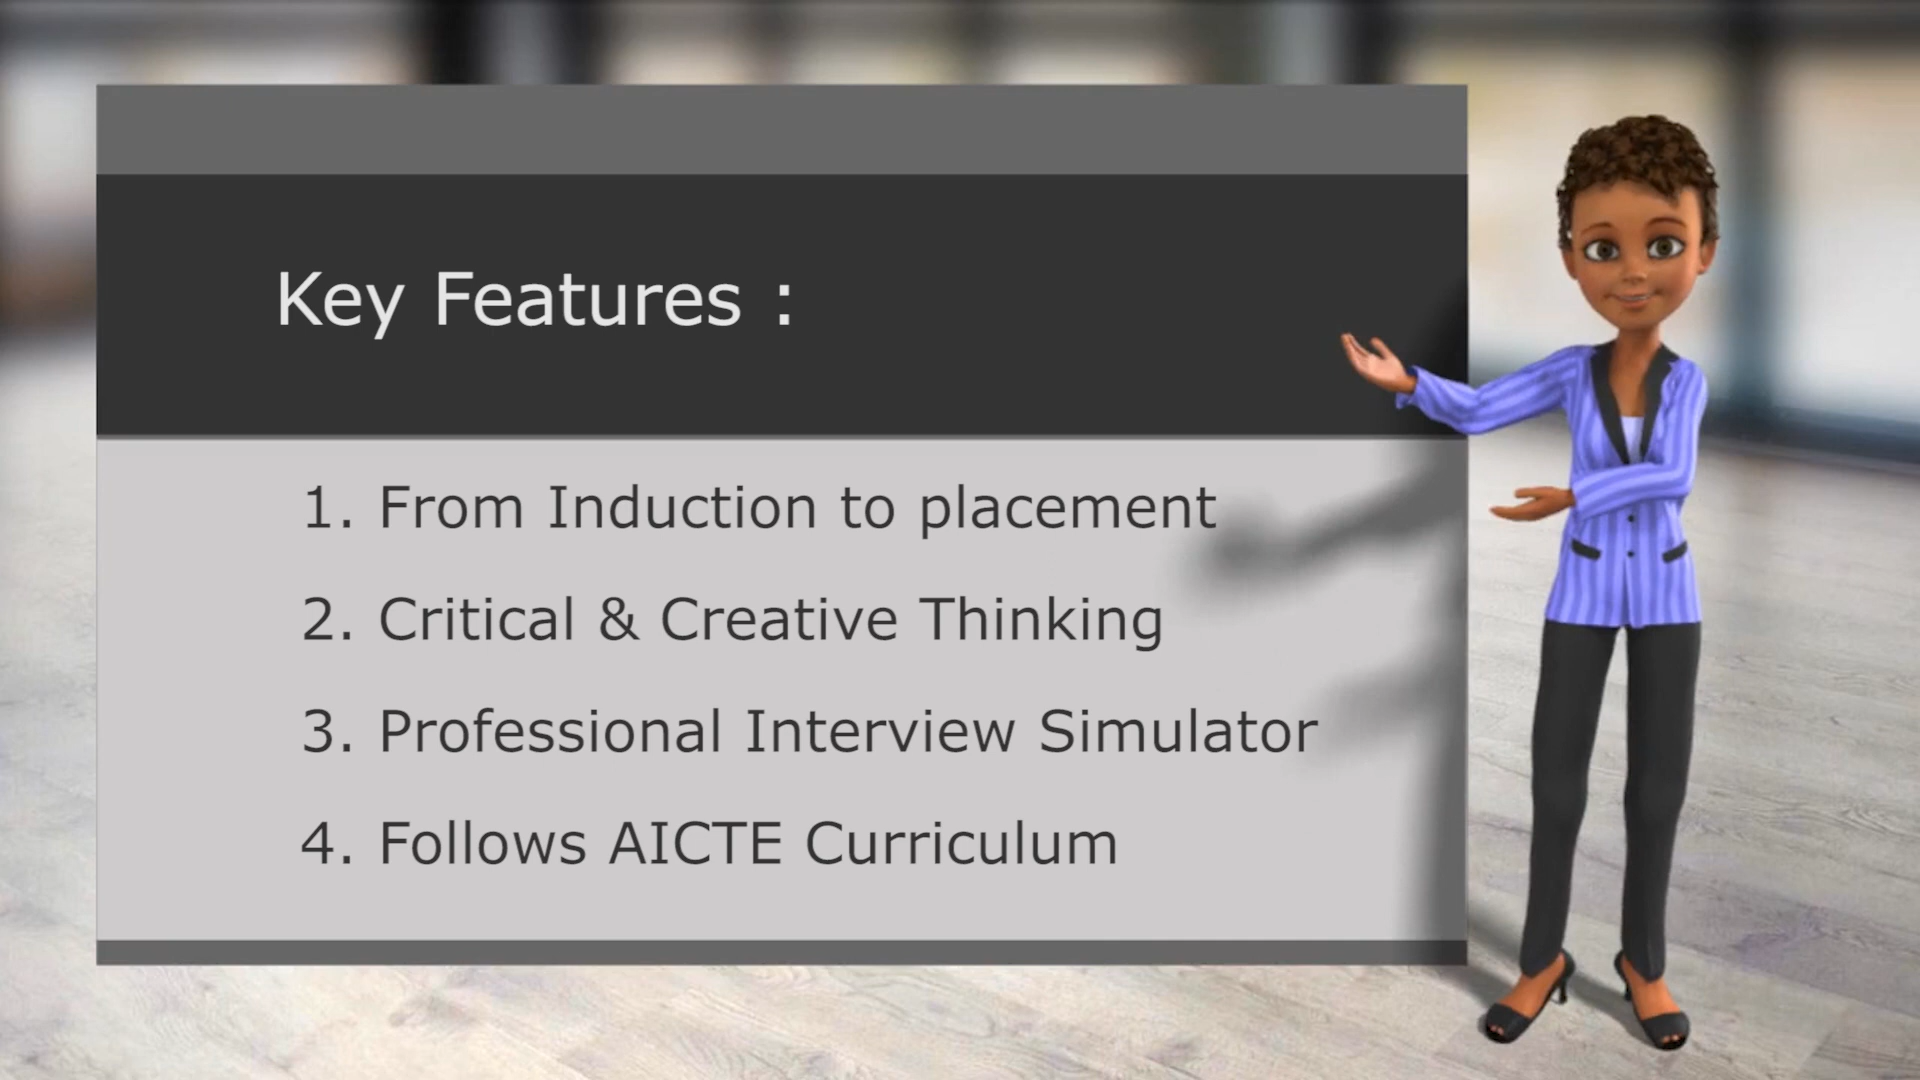 Key Features :
1. From Induction to placement
2. Critical & Creative Thinking
3. Professional Interview Simulator
4. Follows AICTE Curriculum